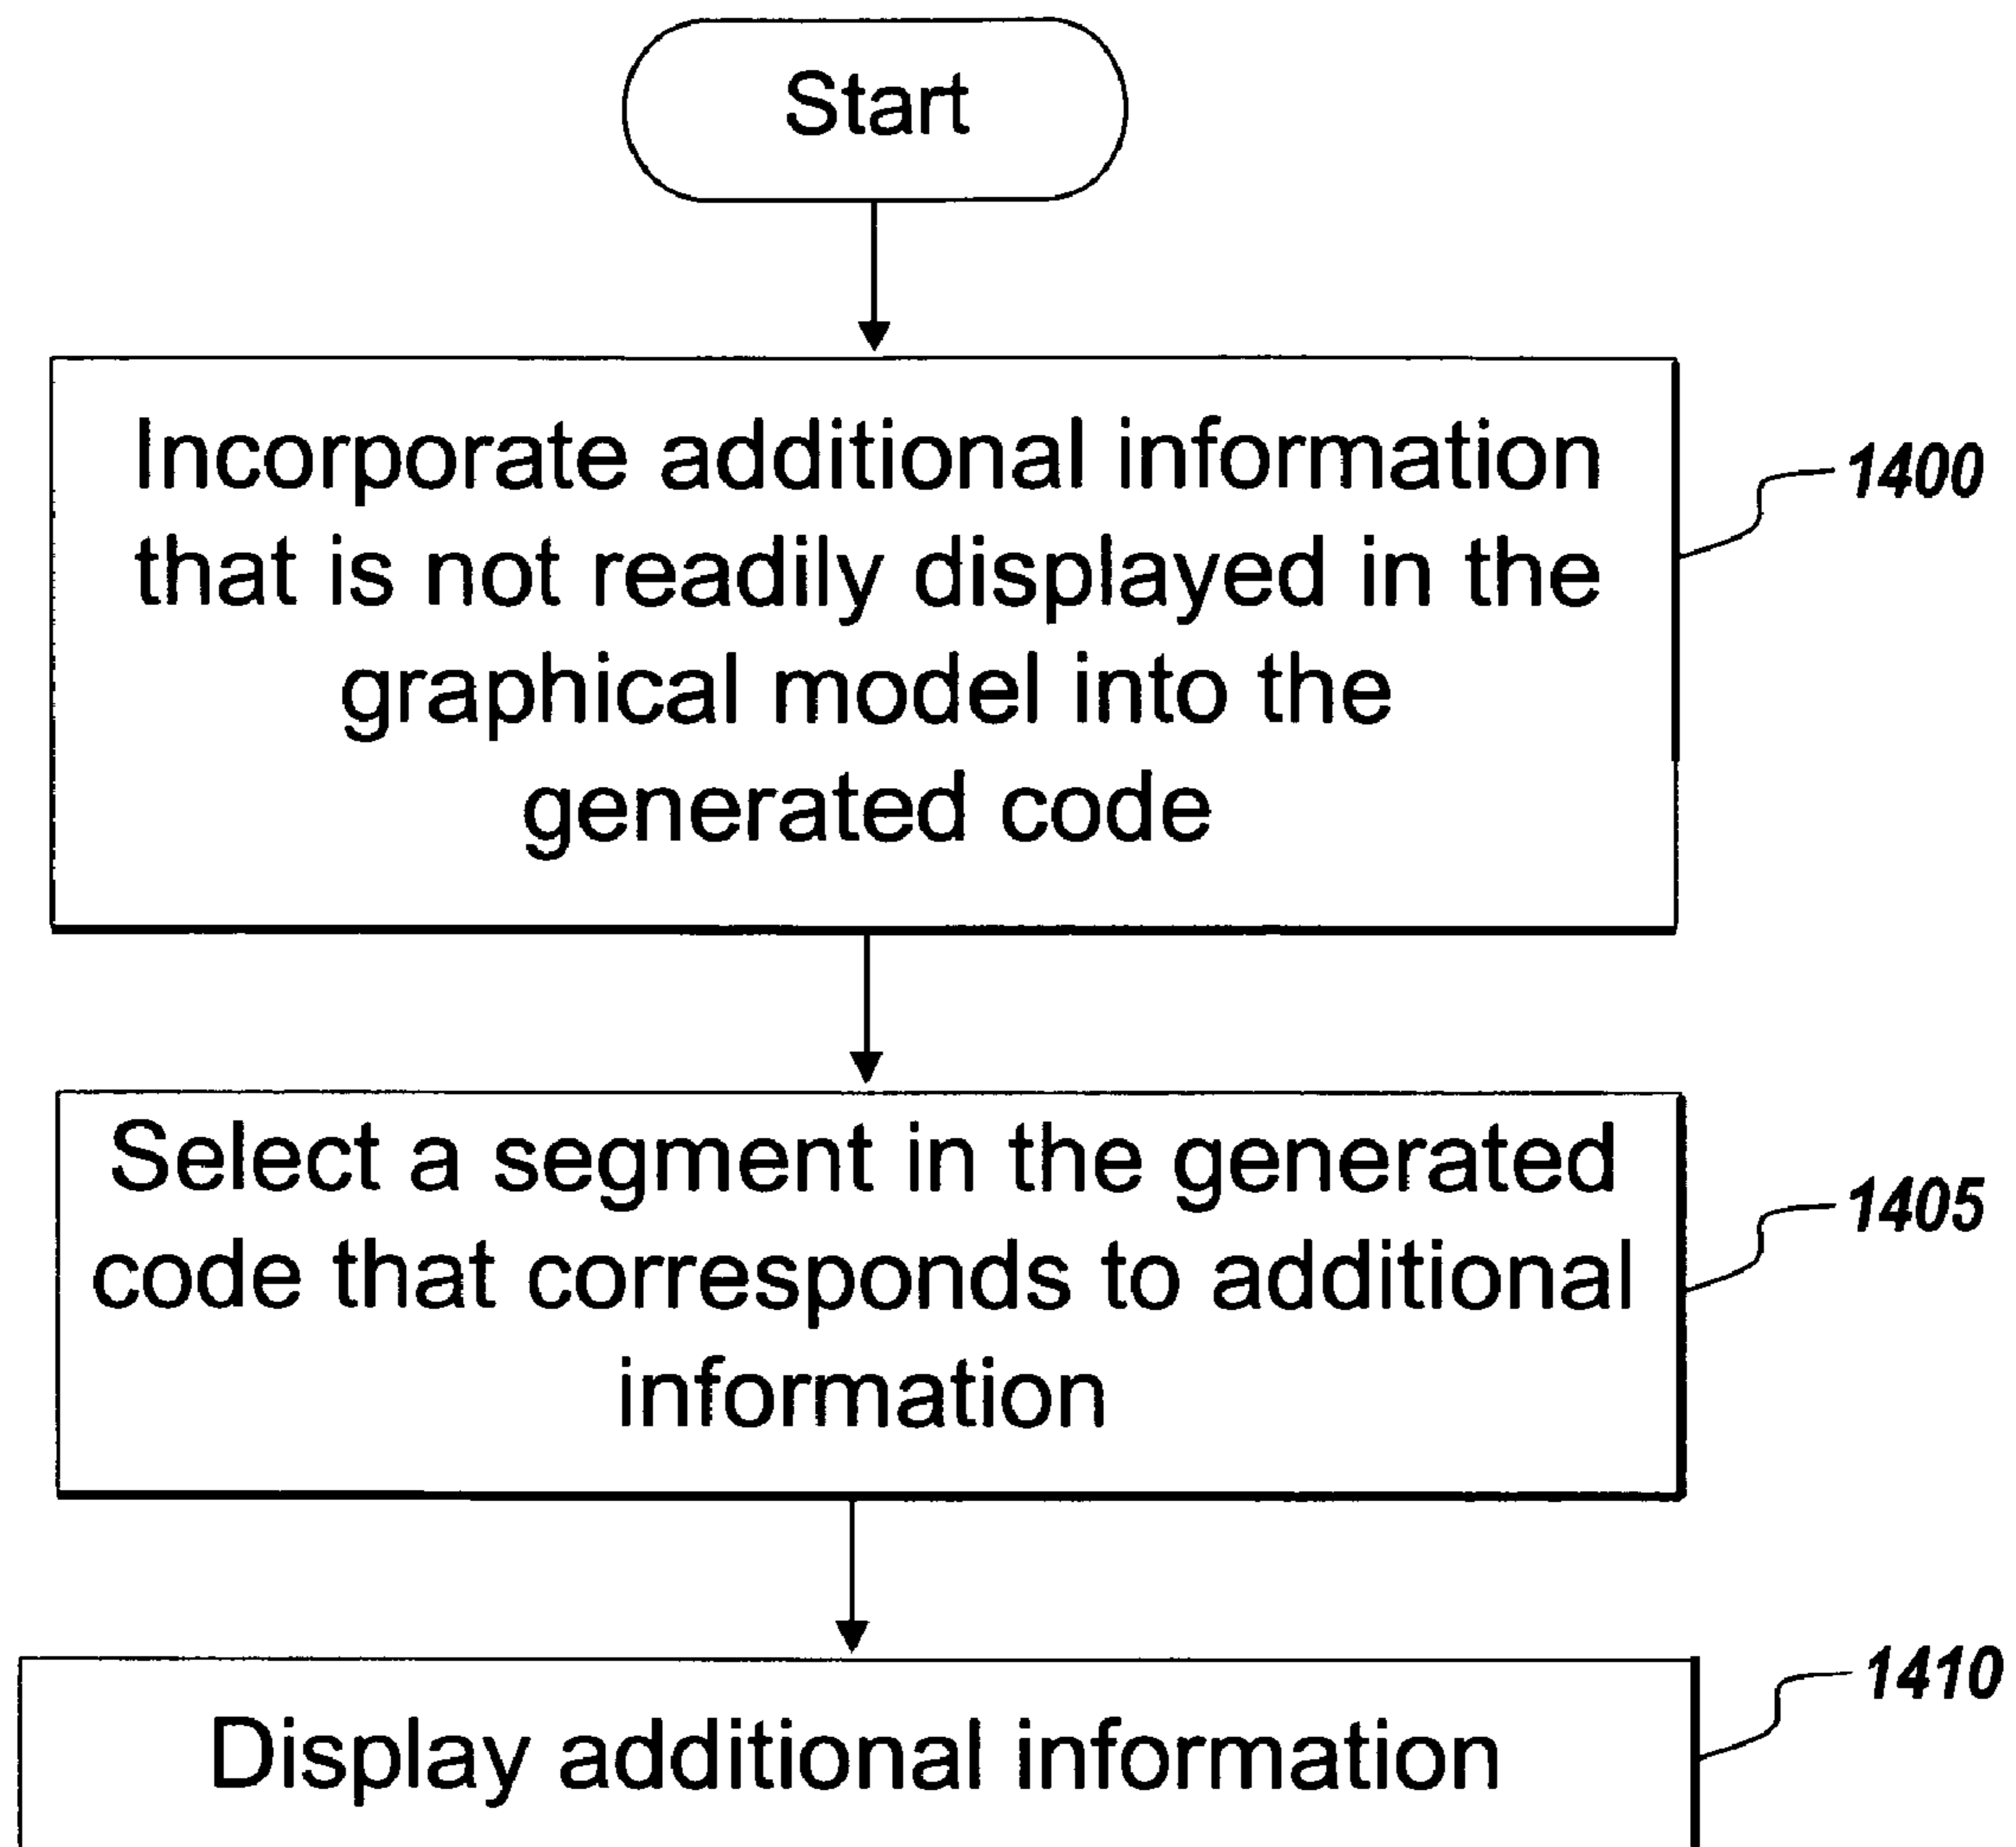 Start
Incorporate additional information
that is not readily displayed in the
graphical model into the
generated code
1400
Select a segment in the generated
code that corresponds to additional
information
1405
Display additional information
1410